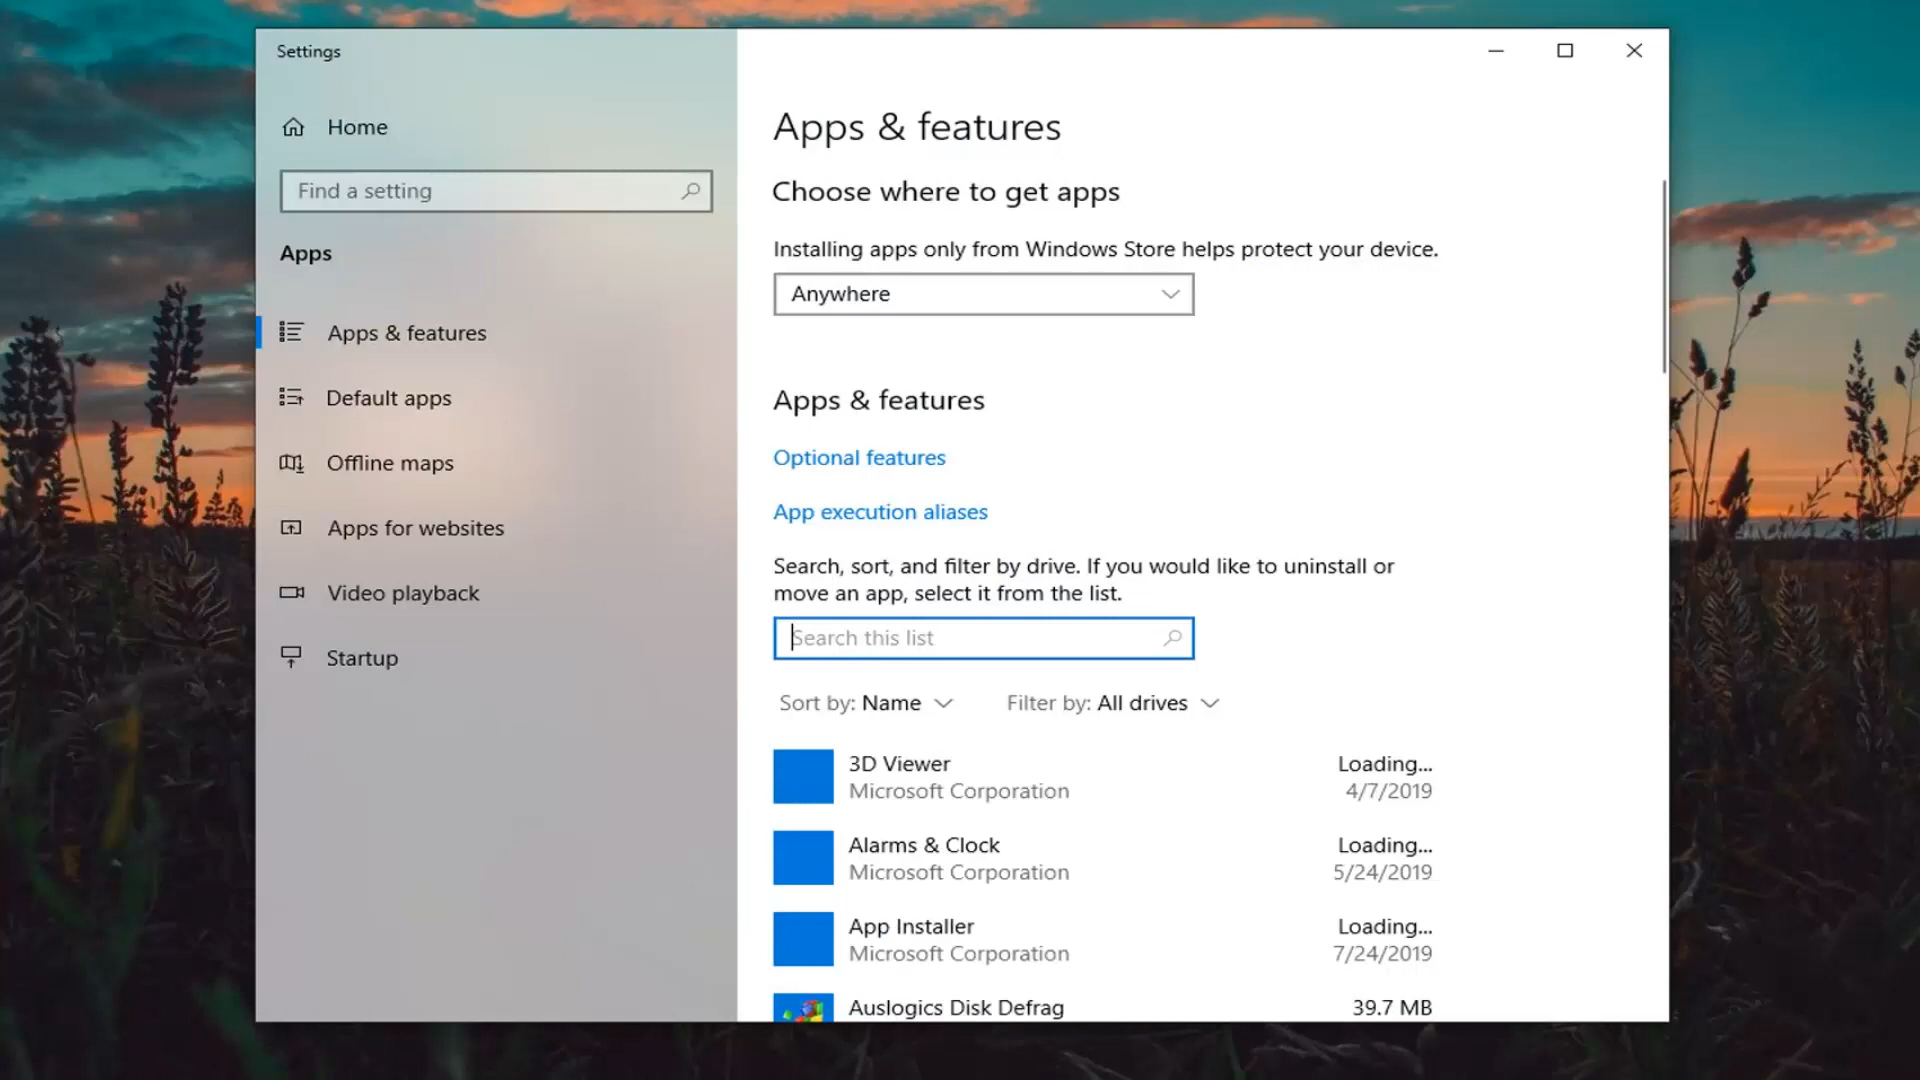 Settings
Home
Find a setting
Apps
Apps & features
Default apps
Offline maps
Apps for websites
Video playback
Startup
Apps & features
Choose where to get apps
Installing apps only from Windows Store helps protect your device.
Anywhere
Apps & features
Optional features
App execution aliases
Search, sort, and filter by drive. If you would like to uninstall or
move an app, select it from the list.
Search this list
Sort by: Name Filter by: All drives
3D Viewer Loading...
Microsoft Corporation 4/7/2019
Alarms & Clock Loading...
Microsoft Corporation 5/24/2019
App Installer Loading...
Microsoft Corporation 7/24/2019
Auslogics Disk Defrag 39.7 MB